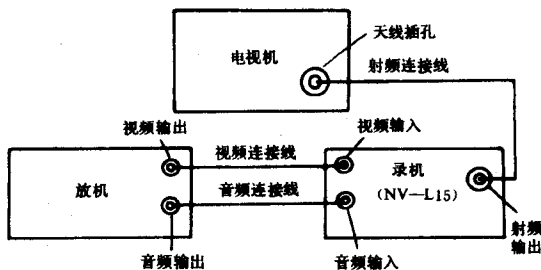 天线插孔
电视机
射频连接线
视频输出
视频连接线
视频输入
放机
音频连接线
录机
(NV—L15)
音频输出
音频输入
射频
输出